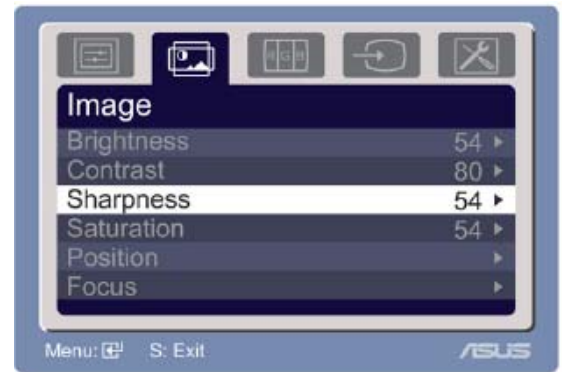 R G B
Image
Brightness 54
Contrast 80
Sharpness 54
Saturation 54
Position
Focus
Menu: S: Exit
ASUS